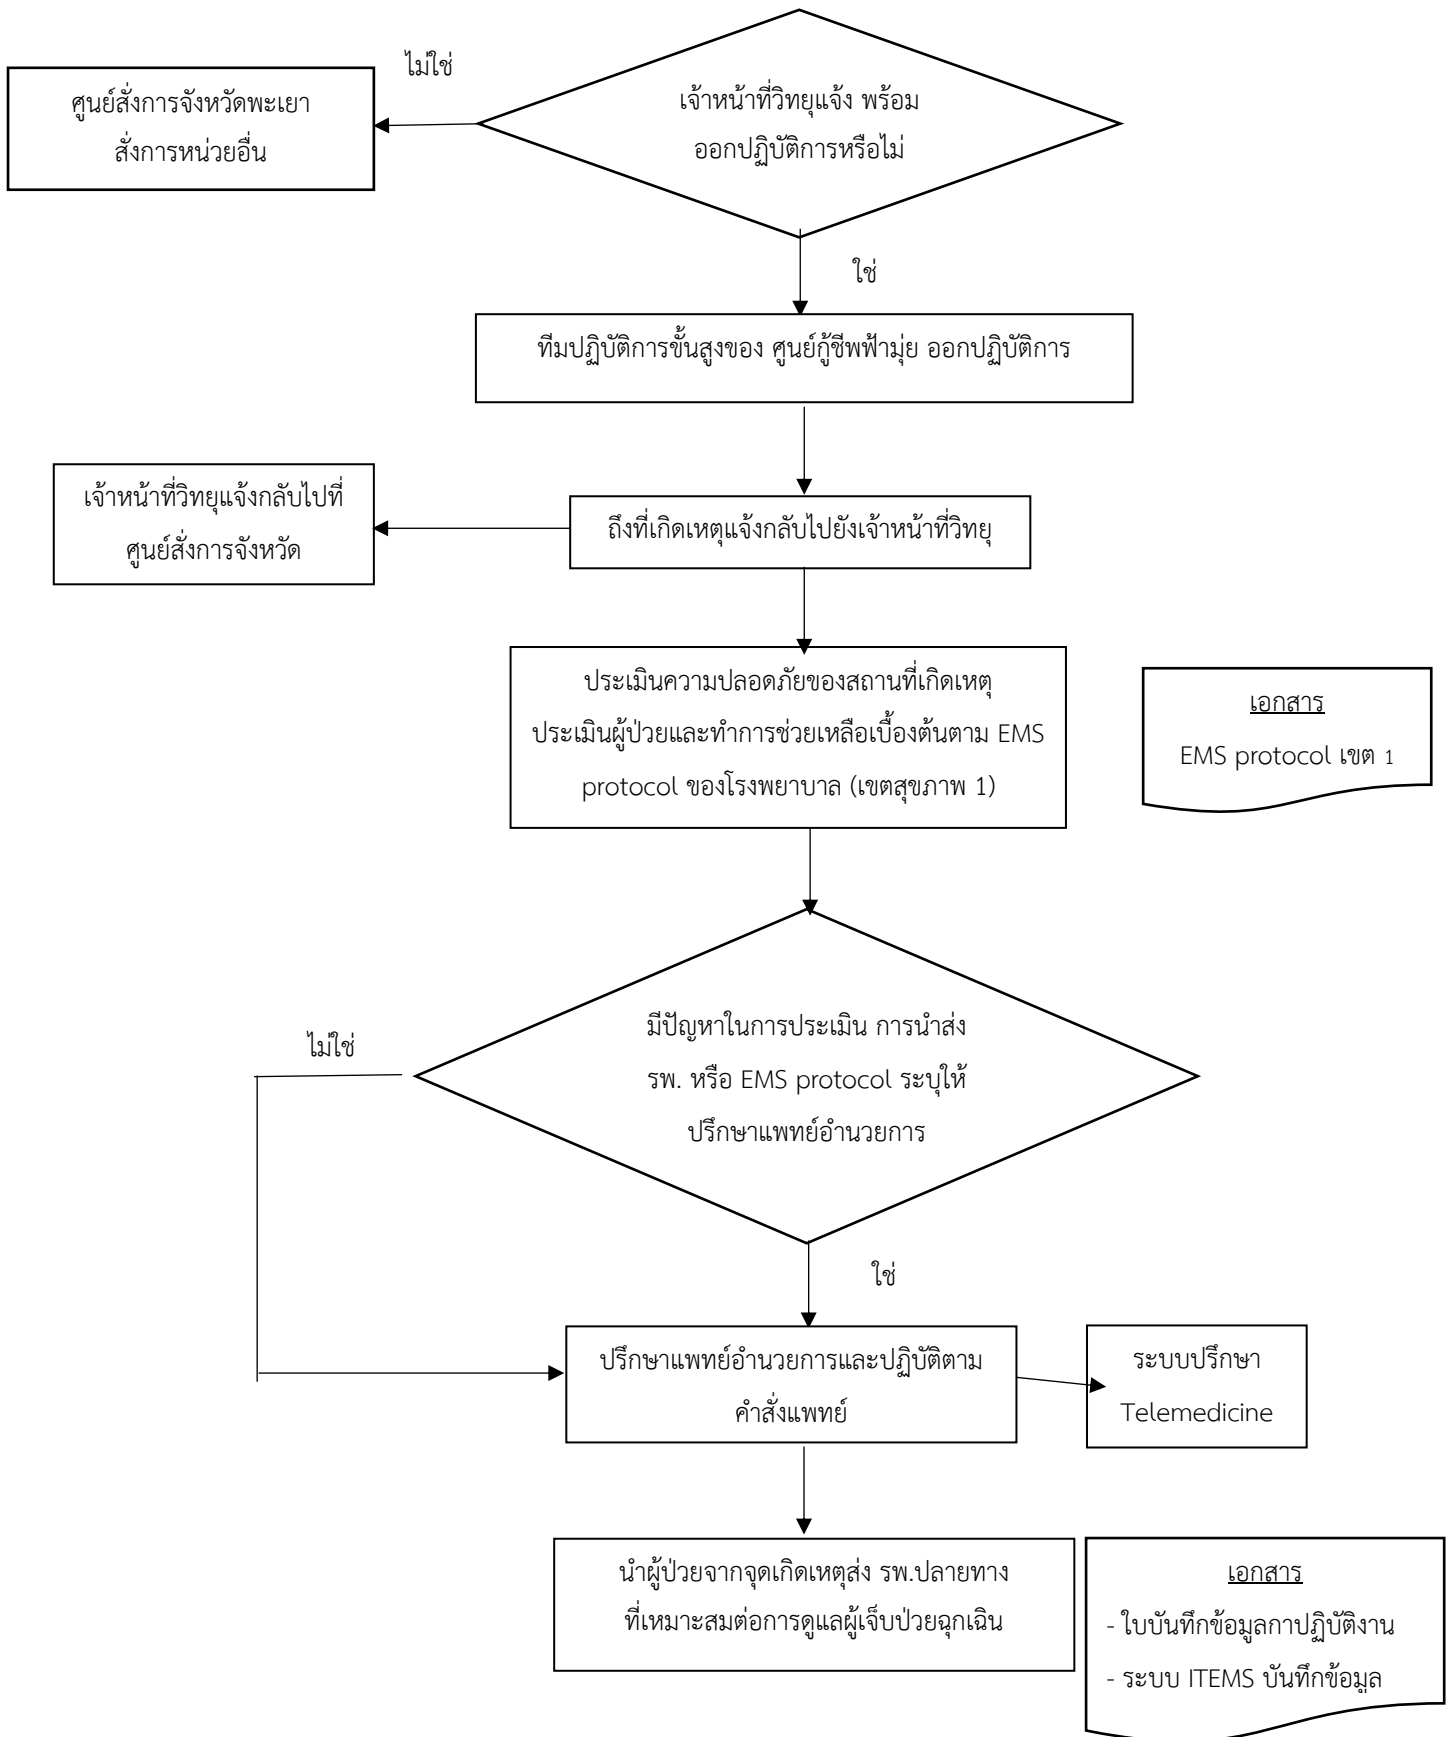 ไม่ใช่
เจ้าหน้าที่วิทยุแจ้ง พร้อม
ออกปฏิบัติการหรือไม่
ศูนย์สั่งการจังหวัดพะเยา
สั่งการหน่วยอื่น
ใช่
ทีมปฏิบัติการขั้นสูงของ ศูนย์กู้ชีพฟ้ามุ่ย ออกปฏิบัติการ
เจ้าหน้าที่วิทยุแจ้งกลับไปที่
ศูนย์สั่งการจังหวัด
ถึงที่เกิดเหตุแจ้งกลับไปยังเจ้าหน้าที่วิทยุ
ประเมินความปลอดภัยของสถานที่เกิดเหตุ
ประเมินผู้ป่วยและทำการช่วยเหลือเบื้องต้นตาม EMS
protocol ของโรงพยาบาล (เขตสุขภาพ 1)
เอกสาร
EMS protocol เขต 1
ไม่ใช่
มีปัญหาในการประเมิน การนำส่ง
รพ. หรือ EMS protocol ระบุให้
ปรึกษาแพทย์อำนวยการ
ใช่
ปรึกษาแพทย์อำนวยการและปฏิบัติตาม
คำสั่งแพทย์
ระบบปรึกษา
Telemedicine
นำผู้ป่วยจากจุดเกิดเหตุส่ง รพ.ปลายทาง
ที่เหมาะสมต่อการดูแลผู้เจ็บป่วยฉุกเฉิน
เอกสาร
- ใบบันทึกข้อมูลกาปฏิบัติงาน
- ระบบ ITEMS บันทึกข้อมูล